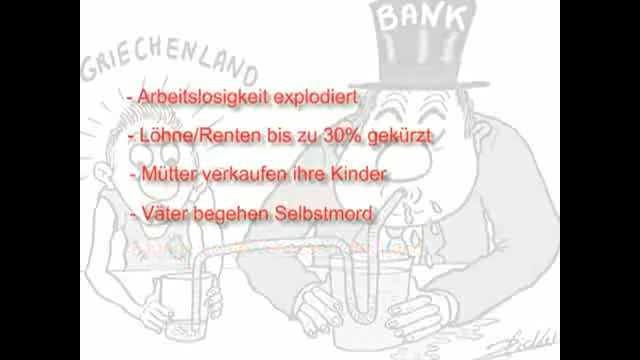 BANK
GRIECHENLAND
- Arbeitslosigkeit explodiert
- Löhne/Renten bis zu 30% gekürzt
- Mütter verkaufen ihre Kinder
- Väter begehen Selbstmord